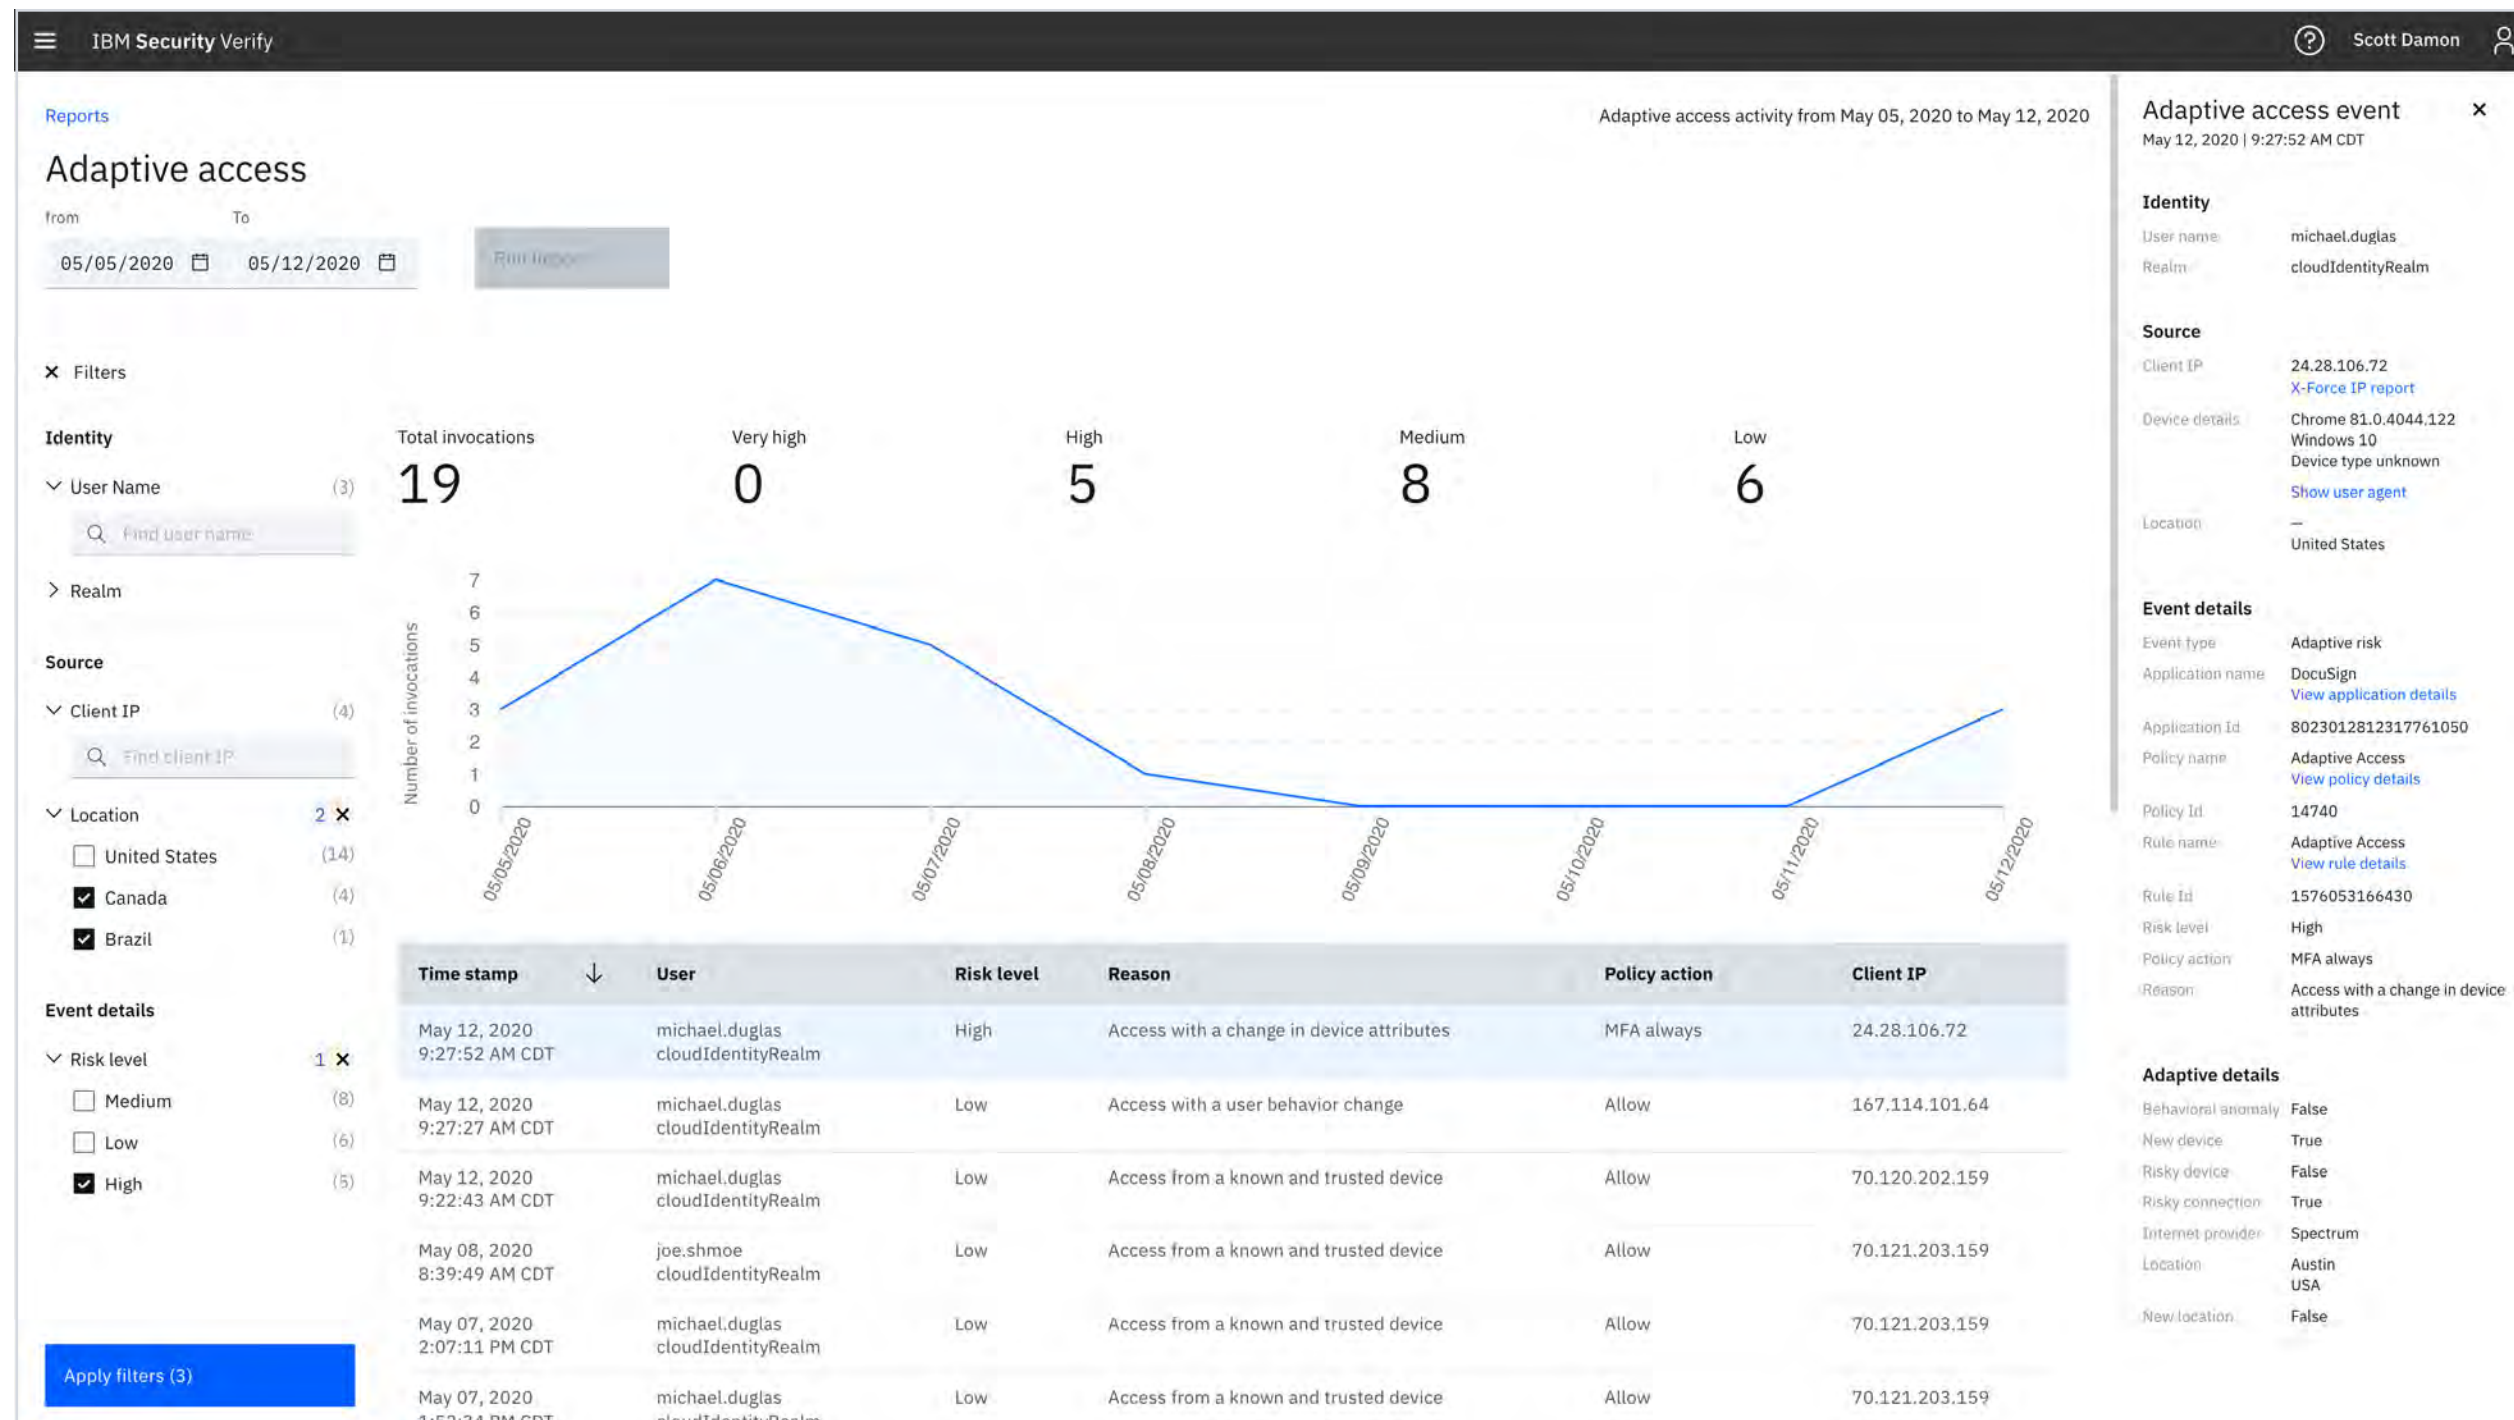 IBM Security Verify
Scott Damon
Reports
Adaptive access activity from May 05, 2020 to May 12, 2020
Adaptive access
from To
05/05/2020 05/12/2020
Run report
× Filters
Identity
User Name (3)
Find user name
Realm
Source
Client IP (4)
Find client IP
Location 2 ×
United States (14)
Canada (4)
Brazil (1)
Event details
Risk level 1 ×
Medium (8)
Low (6)
High (5)
Apply filters (3)
Total invocations Very high High Medium Low
19 0 5 8 6
Number of invocations
7
6
5
4
3
2
1
0
05/05/2020 05/06/2020 05/07/2020 05/08/2020 05/09/2020 05/10/2020 05/11/2020 05/12/2020
Time stamp ↓ User Risk level Reason Policy action Client IP
May 12, 2020 michael.duglas High Access with a change in device attributes MFA always 24.28.106.72
9:27:52 AM CDT cloudIdentityRealm
May 12, 2020 michael.duglas Low Access with a user behavior change Allow 167.114.101.64
9:27:27 AM CDT cloudIdentityRealm
May 12, 2020 michael.duglas Low Access from a known and trusted device Allow 70.120.202.159
9:22:43 AM CDT cloudIdentityRealm
May 08, 2020 joe.shmoe Low Access from a known and trusted device Allow 70.121.203.159
8:39:49 AM CDT cloudIdentityRealm
May 07, 2020 michael.duglas Low Access from a known and trusted device Allow 70.121.203.159
2:07:11 PM CDT cloudIdentityRealm
May 07, 2020 michael.duglas Low Access from a known and trusted device Allow 70.121.203.159
Adaptive access event ×
May 12, 2020 | 9:27:52 AM CDT
Identity
User name michael.duglas
Realm cloudIdentityRealm
Source
Client IP 24.28.106.72
X-Force IP report
Device details Chrome 81.0.4044.122
Windows 10
Device type unknown
Show user agent
Location —
United States
Event details
Event type Adaptive risk
Application name DocuSign
View application details
Application Id 8023012812317761050
Policy name Adaptive Access
View policy details
Policy Id 14740
Rule name Adaptive Access
View rule details
Rule Id 1576053166430
Risk level High
Policy action MFA always
Reason Access with a change in device
attributes
Adaptive details
Behavioral anomaly False
New device True
Risky device False
Risky connection True
Internet provider Spectrum
Location Austin
USA
New location False